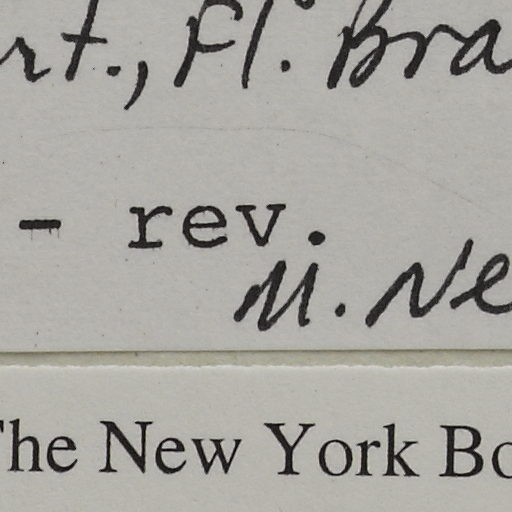 rt., Fl. Bra
- rev.
M. Ne
The New York Bo